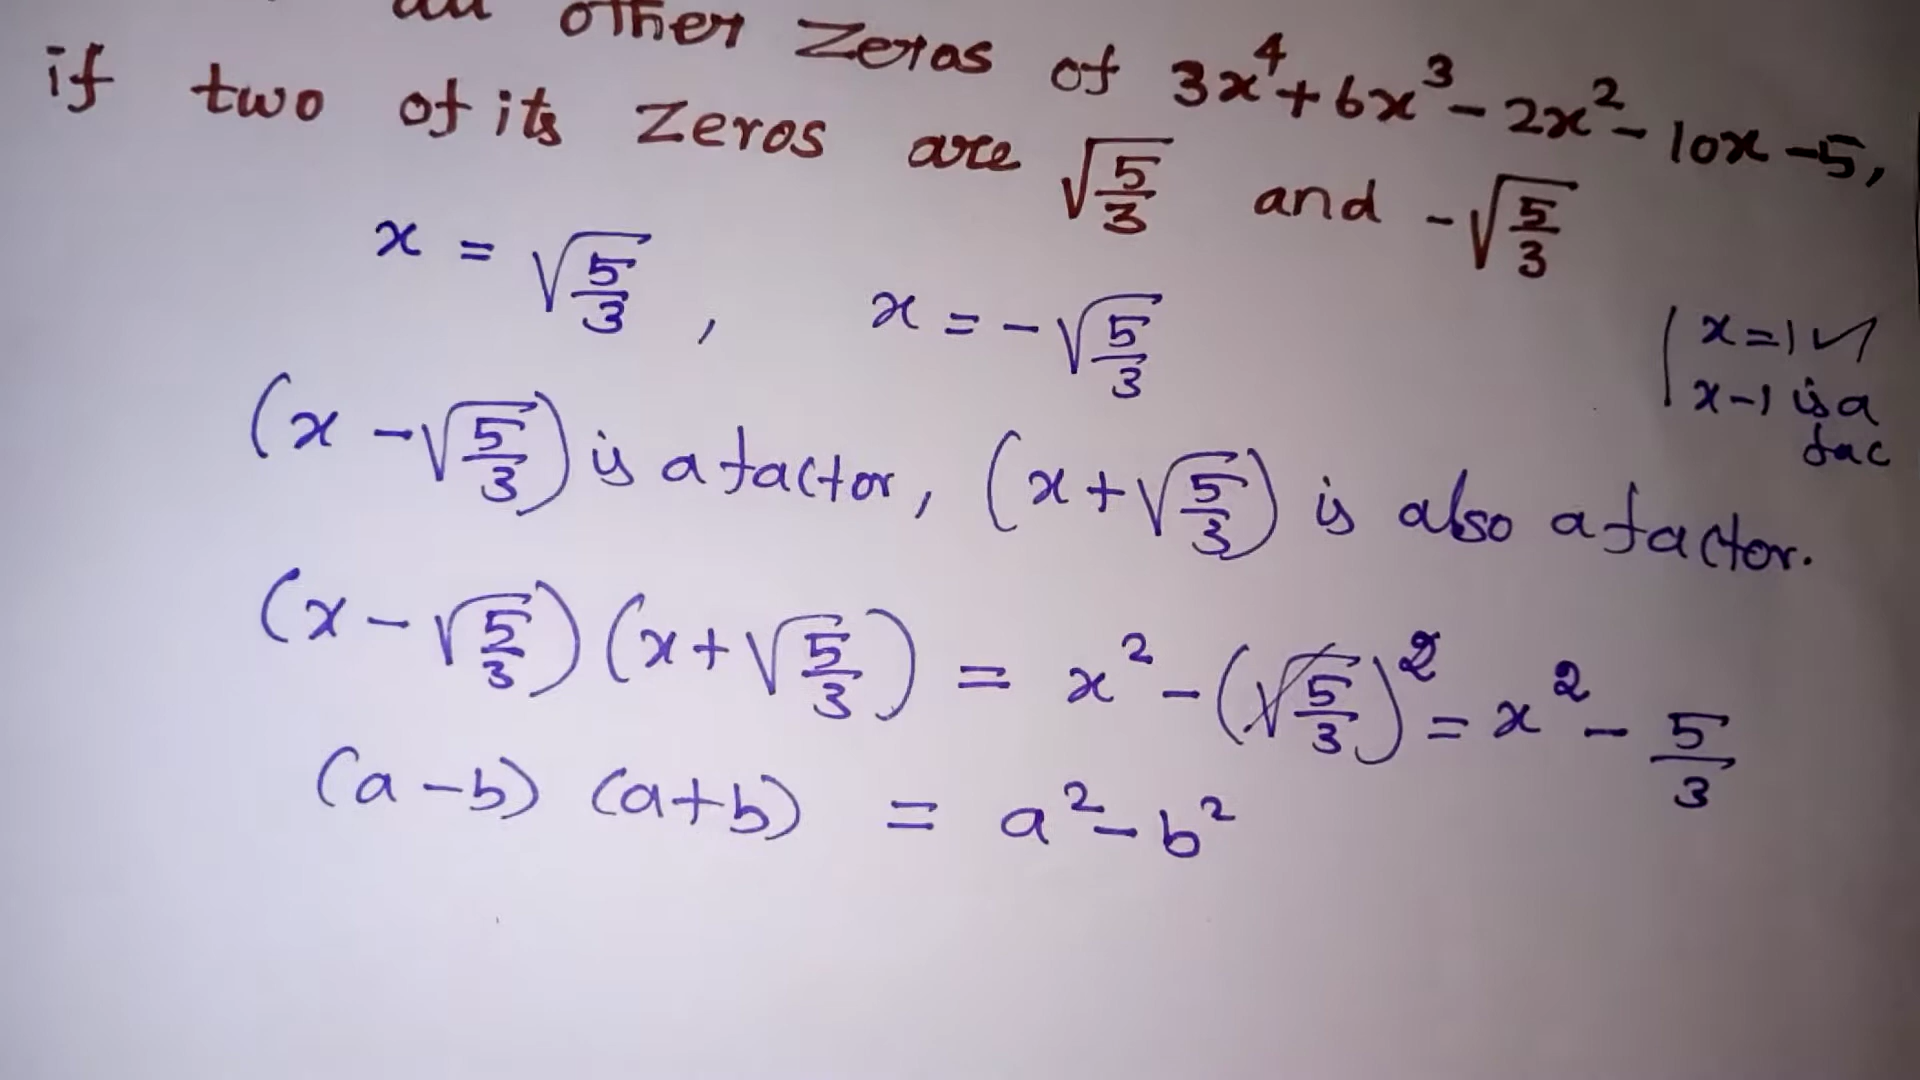 all other Zeros of 3x⁴+6x³-2x²-10x-5,
if two of its Zeros are √5/3 and -√5/3
x = √5/3 , x = -√5/3
x=1 ✓
x-1 is a
fac
(x - √5/3) is a factor, (x + √5/3) is also a factor.
(x - √5/3) (x + √5/3) = x² - (√5/3)² = x² - 5/3
(a-b) (a+b) = a² - b²